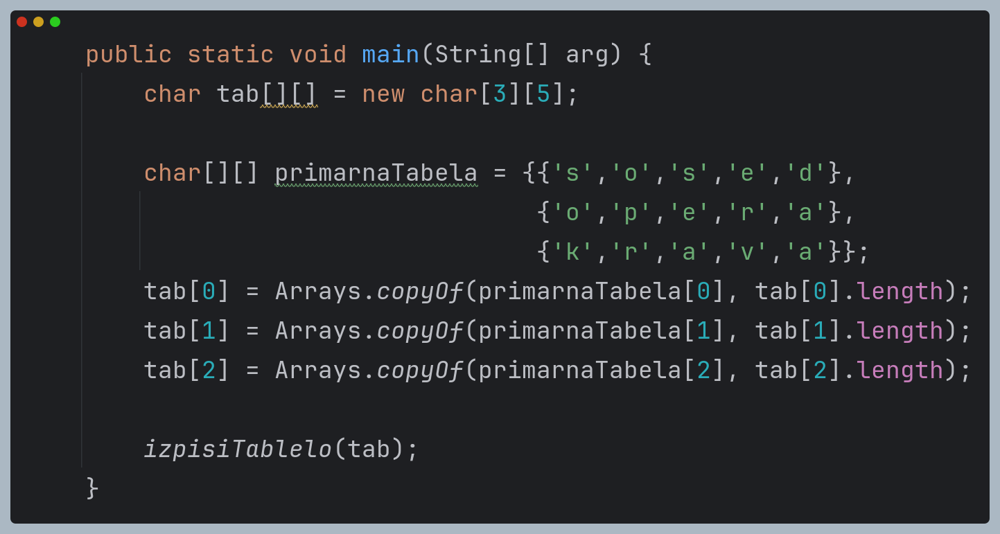 public static void main(String[] arg) {
    char tab[][] = new char[3][5];

    char[][] primarnaTabela = {{'s','o','s','e','d'},
                               {'o','p','e','r','a'},
                               {'k','r','a','v','a'}};
    tab[0] = Arrays.copyOf(primarnaTabela[0], tab[0].length);
    tab[1] = Arrays.copyOf(primarnaTabela[1], tab[1].length);
    tab[2] = Arrays.copyOf(primarnaTabela[2], tab[2].length);

    izpisiTablelo(tab);
}